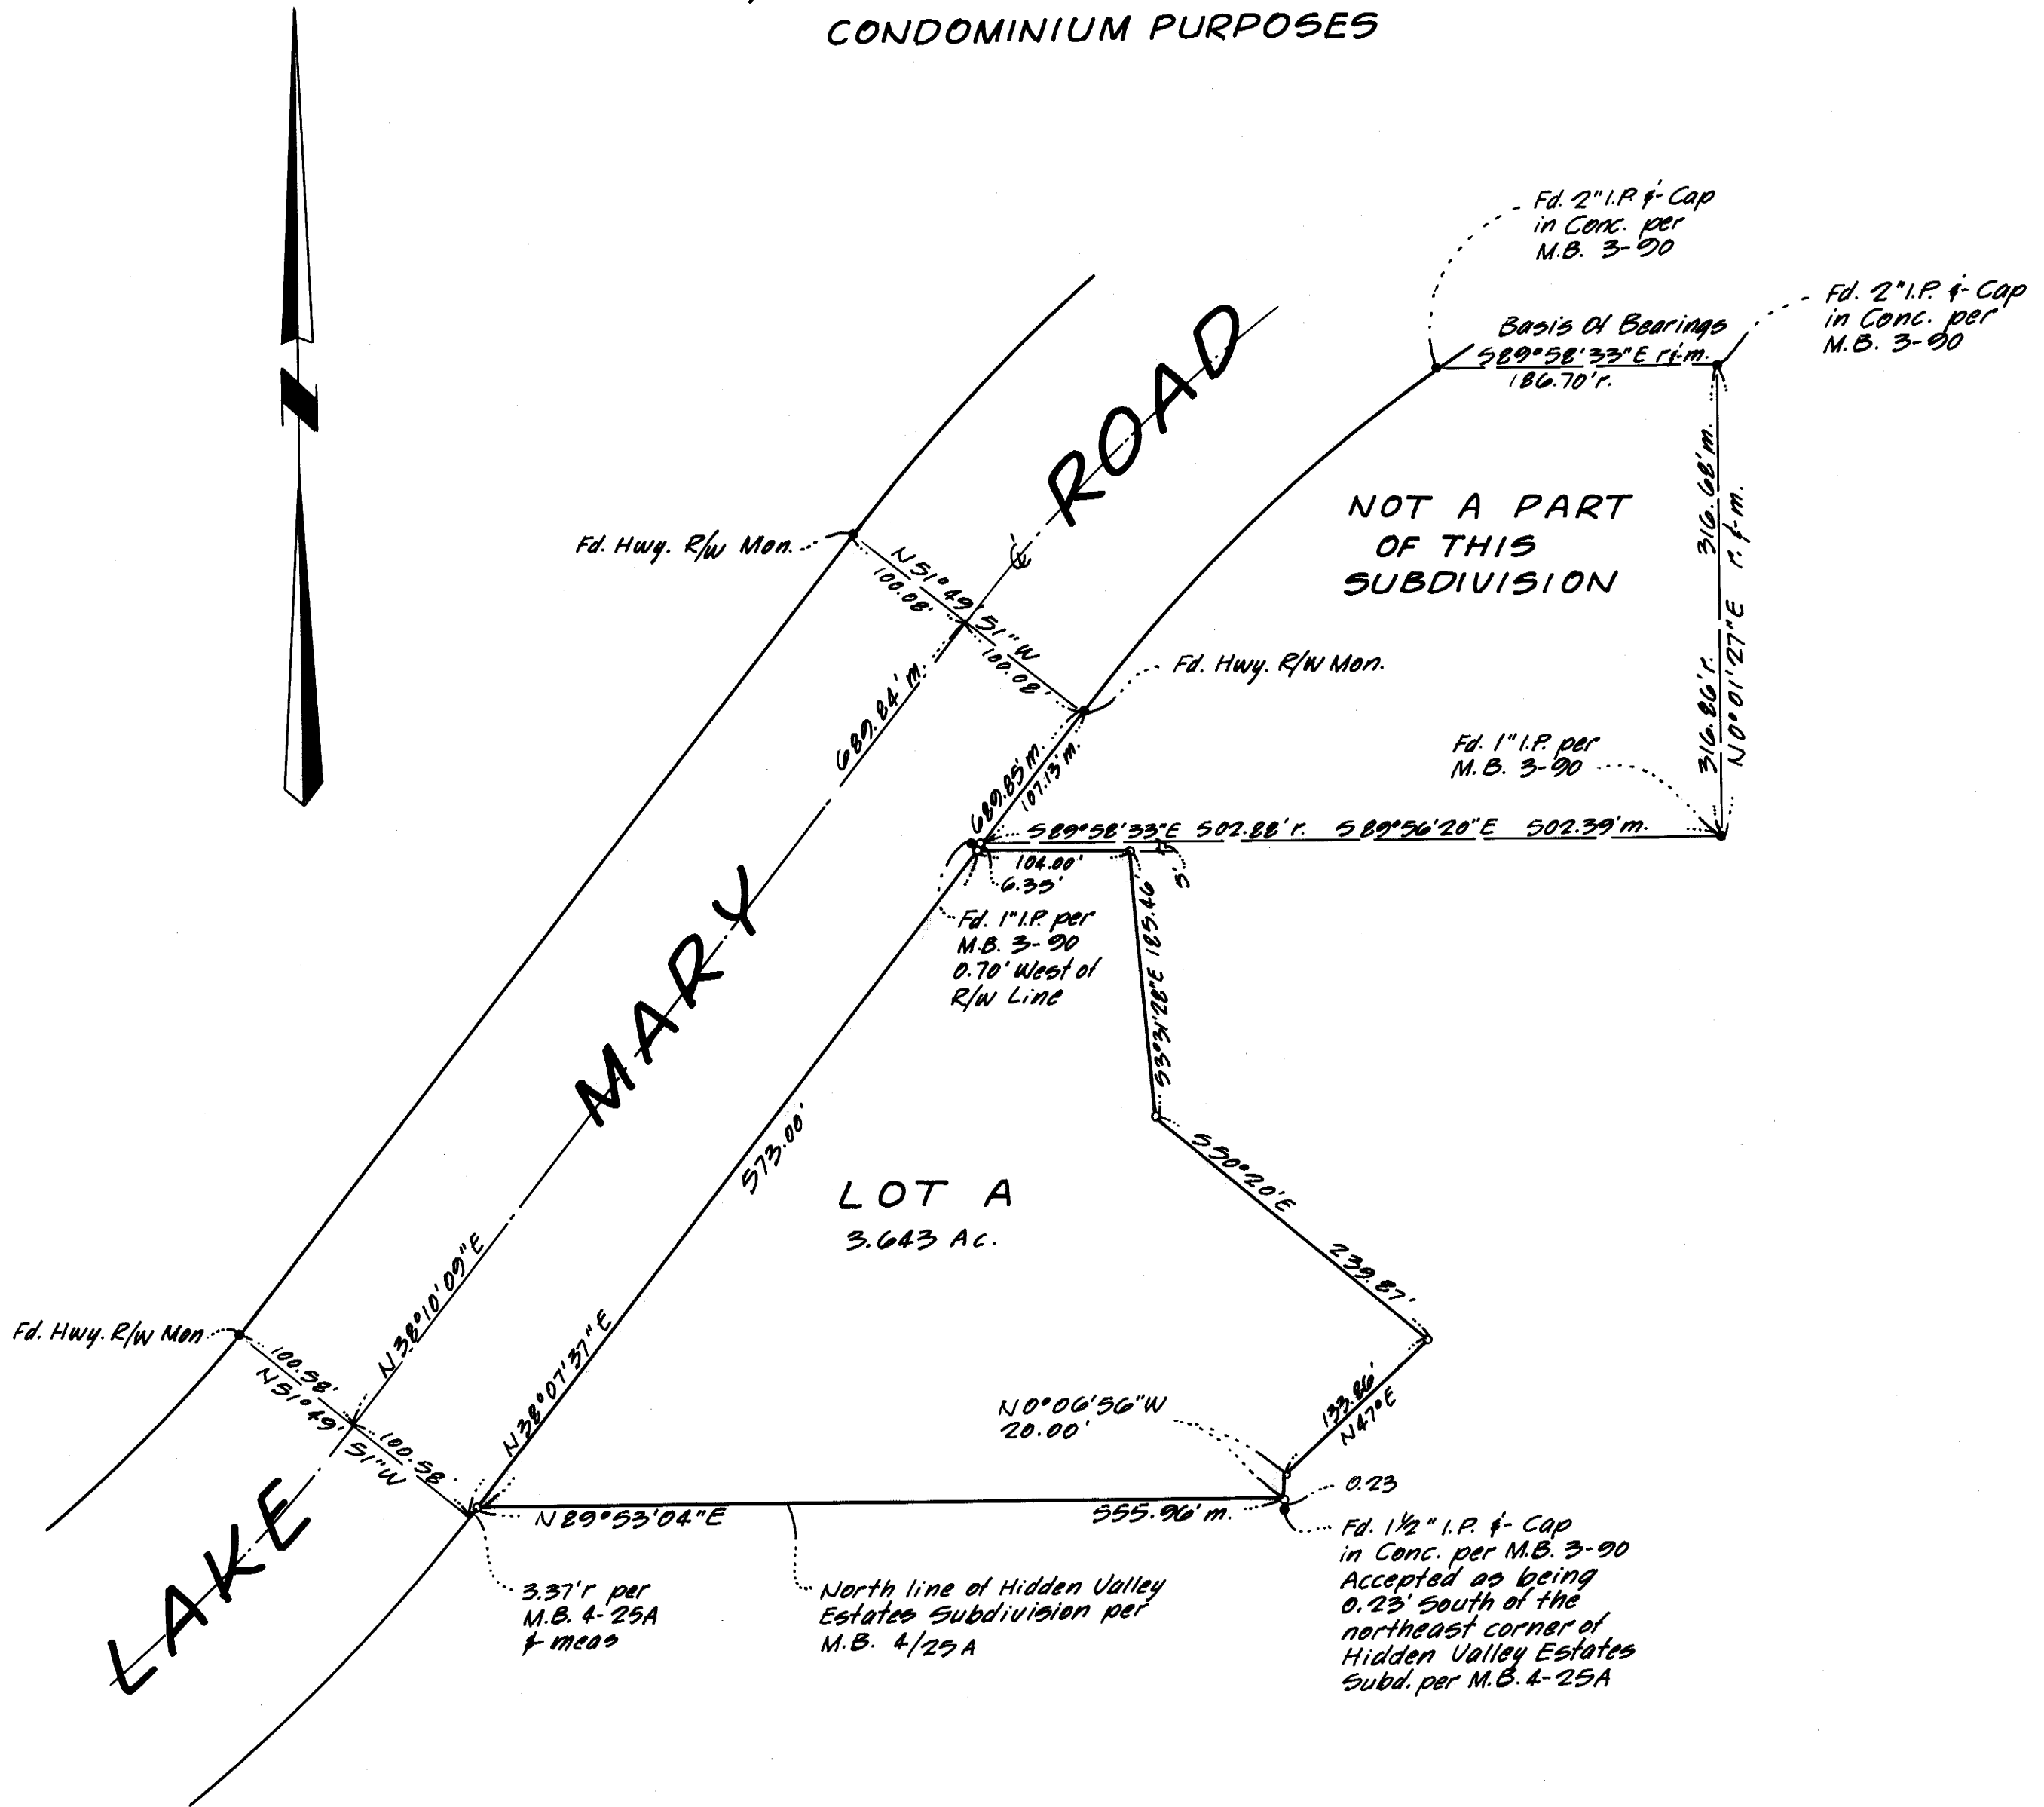 CONDOMINIUM PURPOSES
N
Fd. 2" I.P. & Cap
in Conc. per
M.B. 3-90
Fd. 2" I.P. & Cap
in Conc. per
M.B. 3-90
Basis Of Bearings
S89°58'33"E r&m.
186.70'r.
ROAD
NOT A PART
OF THIS
SUBDIVISION
316.68'm.
316.86'r.
N0°01'27"E r. & m.
Fd. Hwy. R/W Mon.
N51°49'51"W
100.08'
100.08'
℄
Fd. Hwy. R/W Mon.
689.84'm.
689.85'm.
107.13'm.
Fd. 1" I.P. per
M.B. 3-90
S89°58'33"E 502.88'r. S89°56'20"E 502.39'm.
104.00'
6.35'
5'
Fd. 1" I.P. per
M.B. 3-90
0.70' West of
R/W Line
S3°31'28"E 185.46'
MARY
573.00'
S50°20'E
239.87'
LOT A
3.643 AC.
N38°10'09"E
N38°07'37"E
Fd. Hwy. R/W Mon
100.58'
N51°49'51"W
100.58
133.86'
N47°E
N0°06'56"W
20.00'
0.23
LAKE
N89°53'04"E
555.96'm.
3.37'r per
M.B. 4-25A
& meas
North line of Hidden Valley
Estates Subdivision per
M.B. 4/25A
Fd. 1½" I.P. & Cap
in Conc. per M.B. 3-90
Accepted as being
0.23' South of the
northeast corner of
Hidden Valley Estates
Subd. per M.B. 4-25A